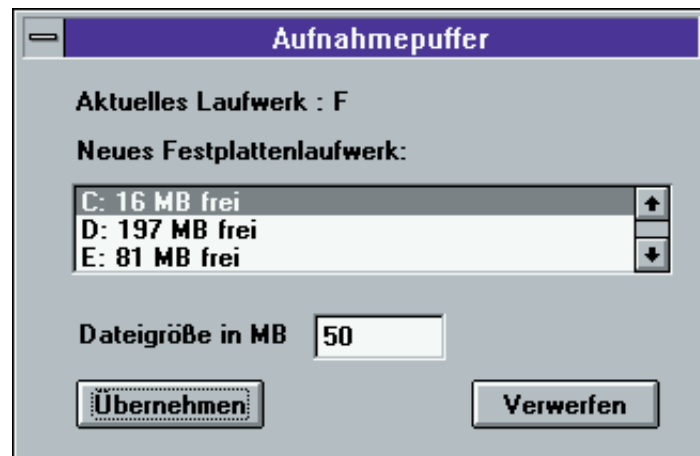 Aufnahmepuffer
Aktuelles Laufwerk : F
Neues Festplattenlaufwerk:
C: 16 MB frei
D: 197 MB frei
E: 81 MB frei
Dateigröße in MB 50
Übernehmen Verwerfen